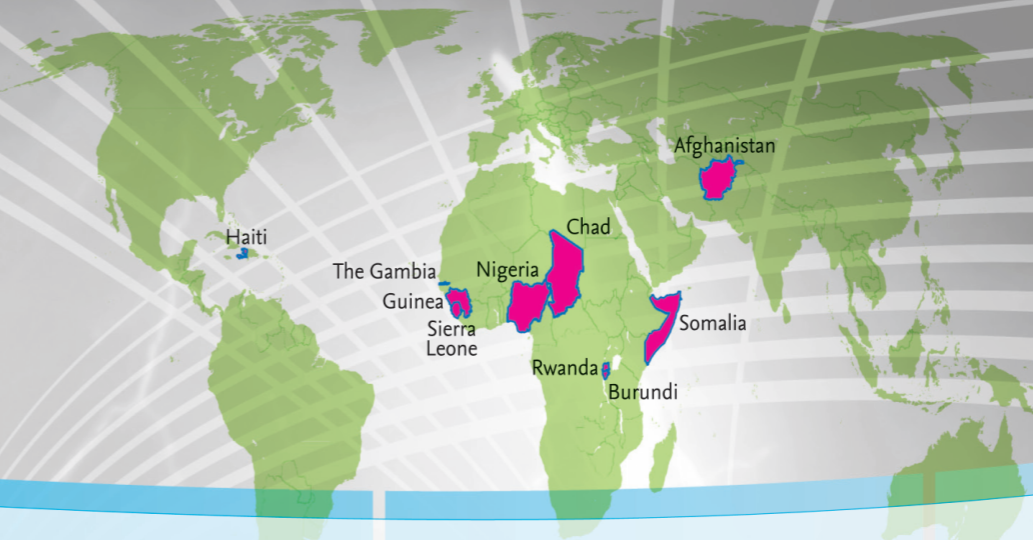 Afghanistan
Haiti
Chad
The Gambia
Nigeria
Guinea
Sierra
Leone
Somalia
Rwanda
Burundi